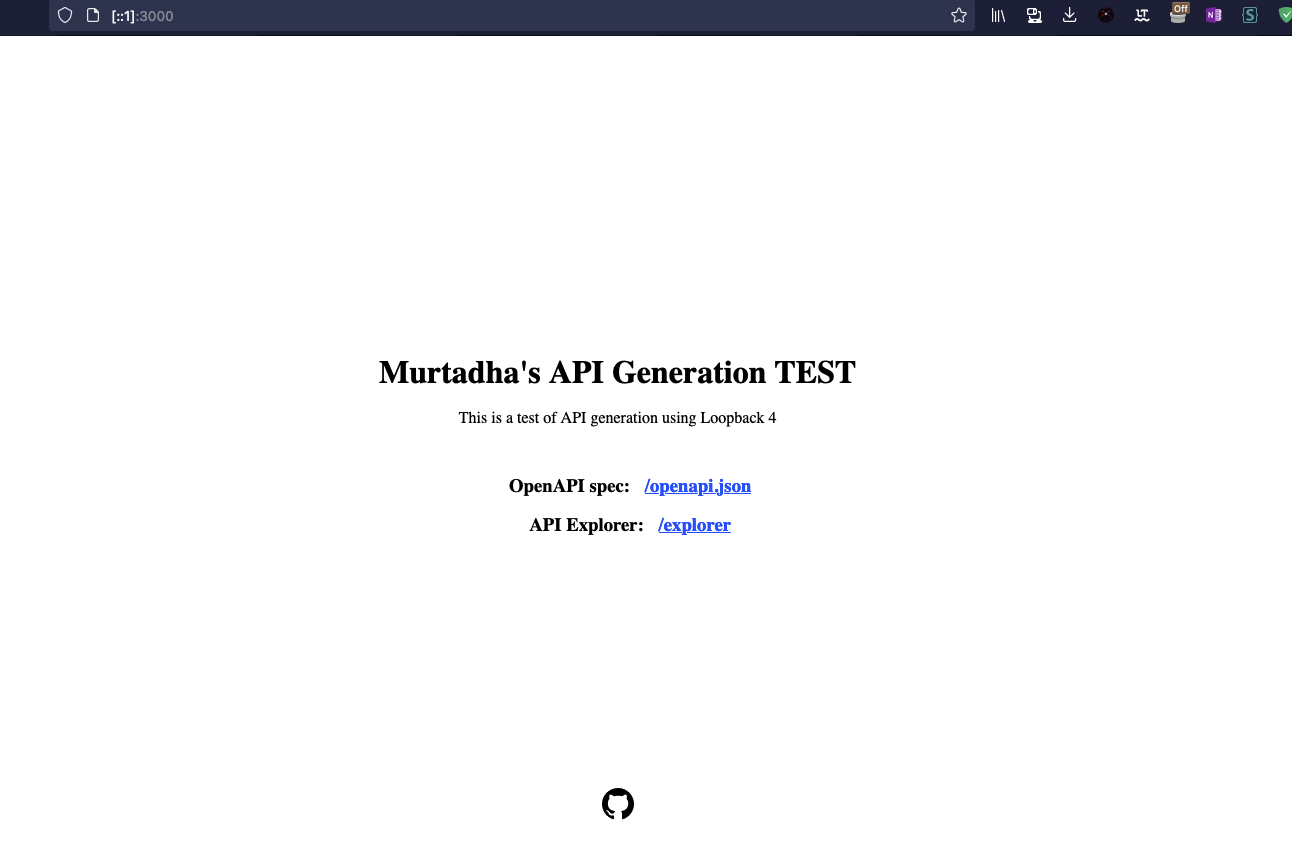 [::1]:3000
LT
Off
N
S
Murtadha's API Generation TEST
This is a test of API generation using Loopback 4
OpenAPI spec: /openapi.json
API Explorer: /explorer